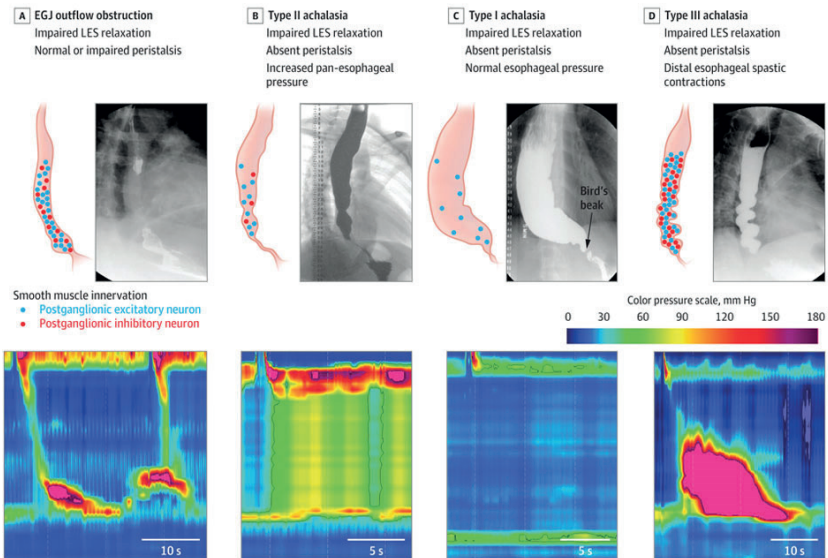 A EGJ outflow obstruction
Impaired LES relaxation
Normal or impaired peristalsis
B Type II achalasia
Impaired LES relaxation
Absent peristalsis
Increased pan-esophageal
pressure
C Type I achalasia
Impaired LES relaxation
Absent peristalsis
Normal esophageal pressure
D Type III achalasia
Impaired LES relaxation
Absent peristalsis
Distal esophageal spastic
contractions
Bird's
beak
Smooth muscle innervation
Postganglionic excitatory neuron
Postganglionic inhibitory neuron
Color pressure scale, mm Hg
0 30 60 90 120 150 180
10 s
5 s
5 s
10 s